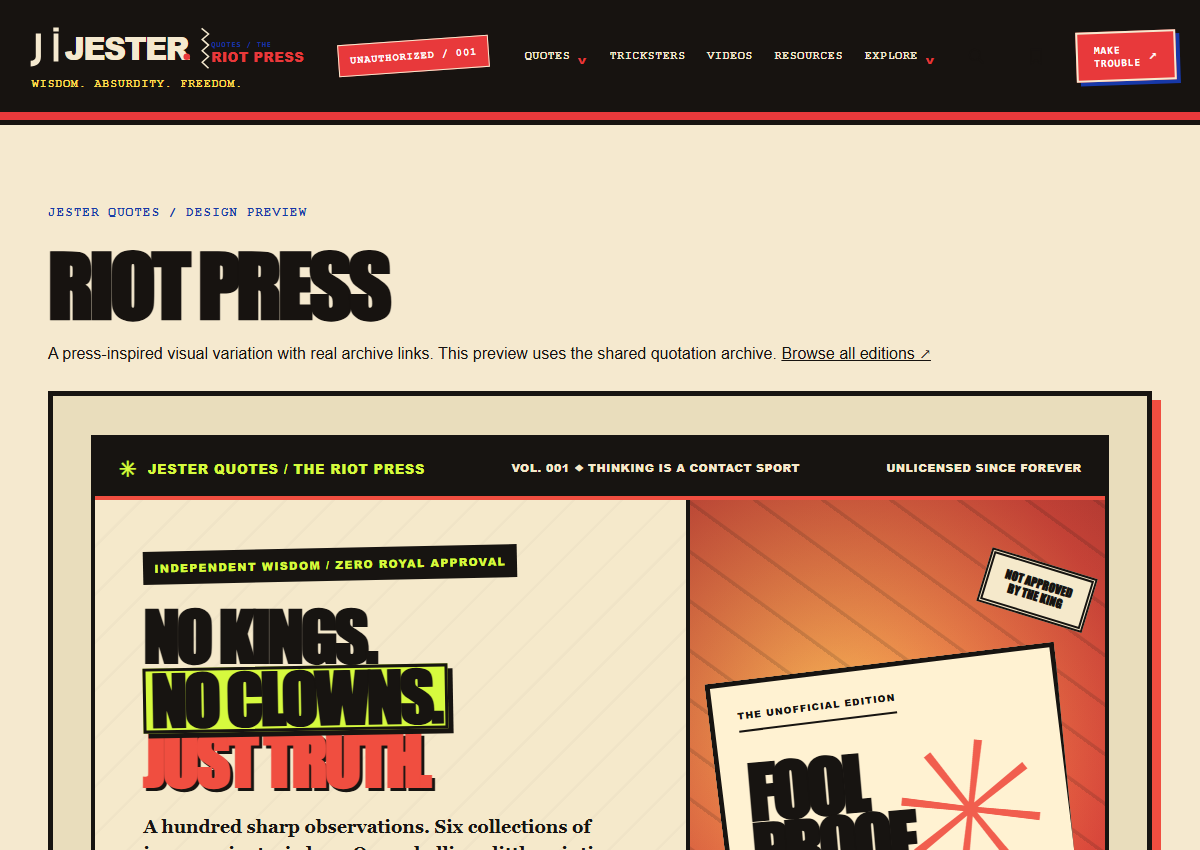 Ji JESTER.
QUOTES / THE
RIOT PRESS
WISDOM. ABSURDITY. FREEDOM.
UNAUTHORIZED / 001
QUOTES v
TRICKSTERS
VIDEOS
RESOURCES
EXPLORE v
MAKE
TROUBLE ↗
JESTER QUOTES / DESIGN PREVIEW
RIOT PRESS
A press-inspired visual variation with real archive links. This preview uses the shared quotation archive. Browse all editions ↗
✳ JESTER QUOTES / THE RIOT PRESS
VOL. 001 ❖ THINKING IS A CONTACT SPORT
UNLICENSED SINCE FOREVER
INDEPENDENT WISDOM / ZERO ROYAL APPROVAL
NO KINGS.
NO CLOWNS.
JUST TRUTH.
A hundred sharp observations. Six collections of
NOT APPROVED
BY THE KING
THE UNOFFICIAL EDITION
FOOL
PROOF